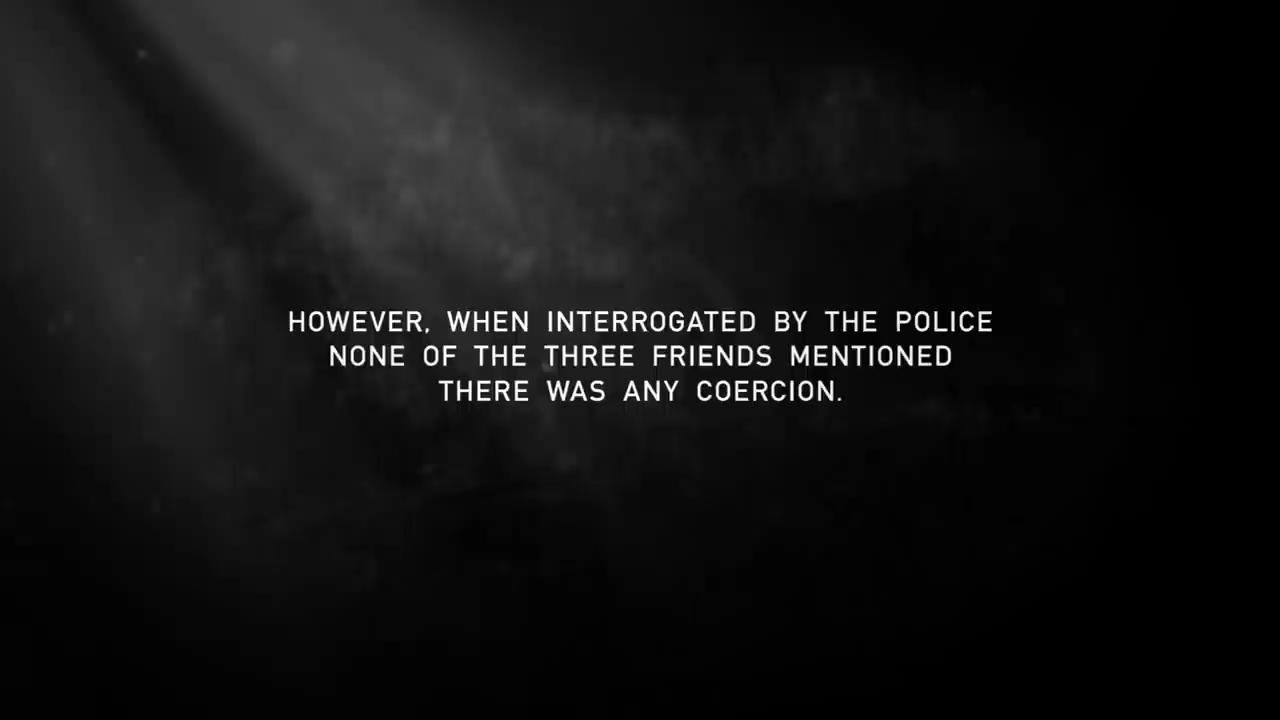 HOWEVER, WHEN INTERROGATED BY THE POLICE
NONE OF THE THREE FRIENDS MENTIONED
THERE WAS ANY COERCION.